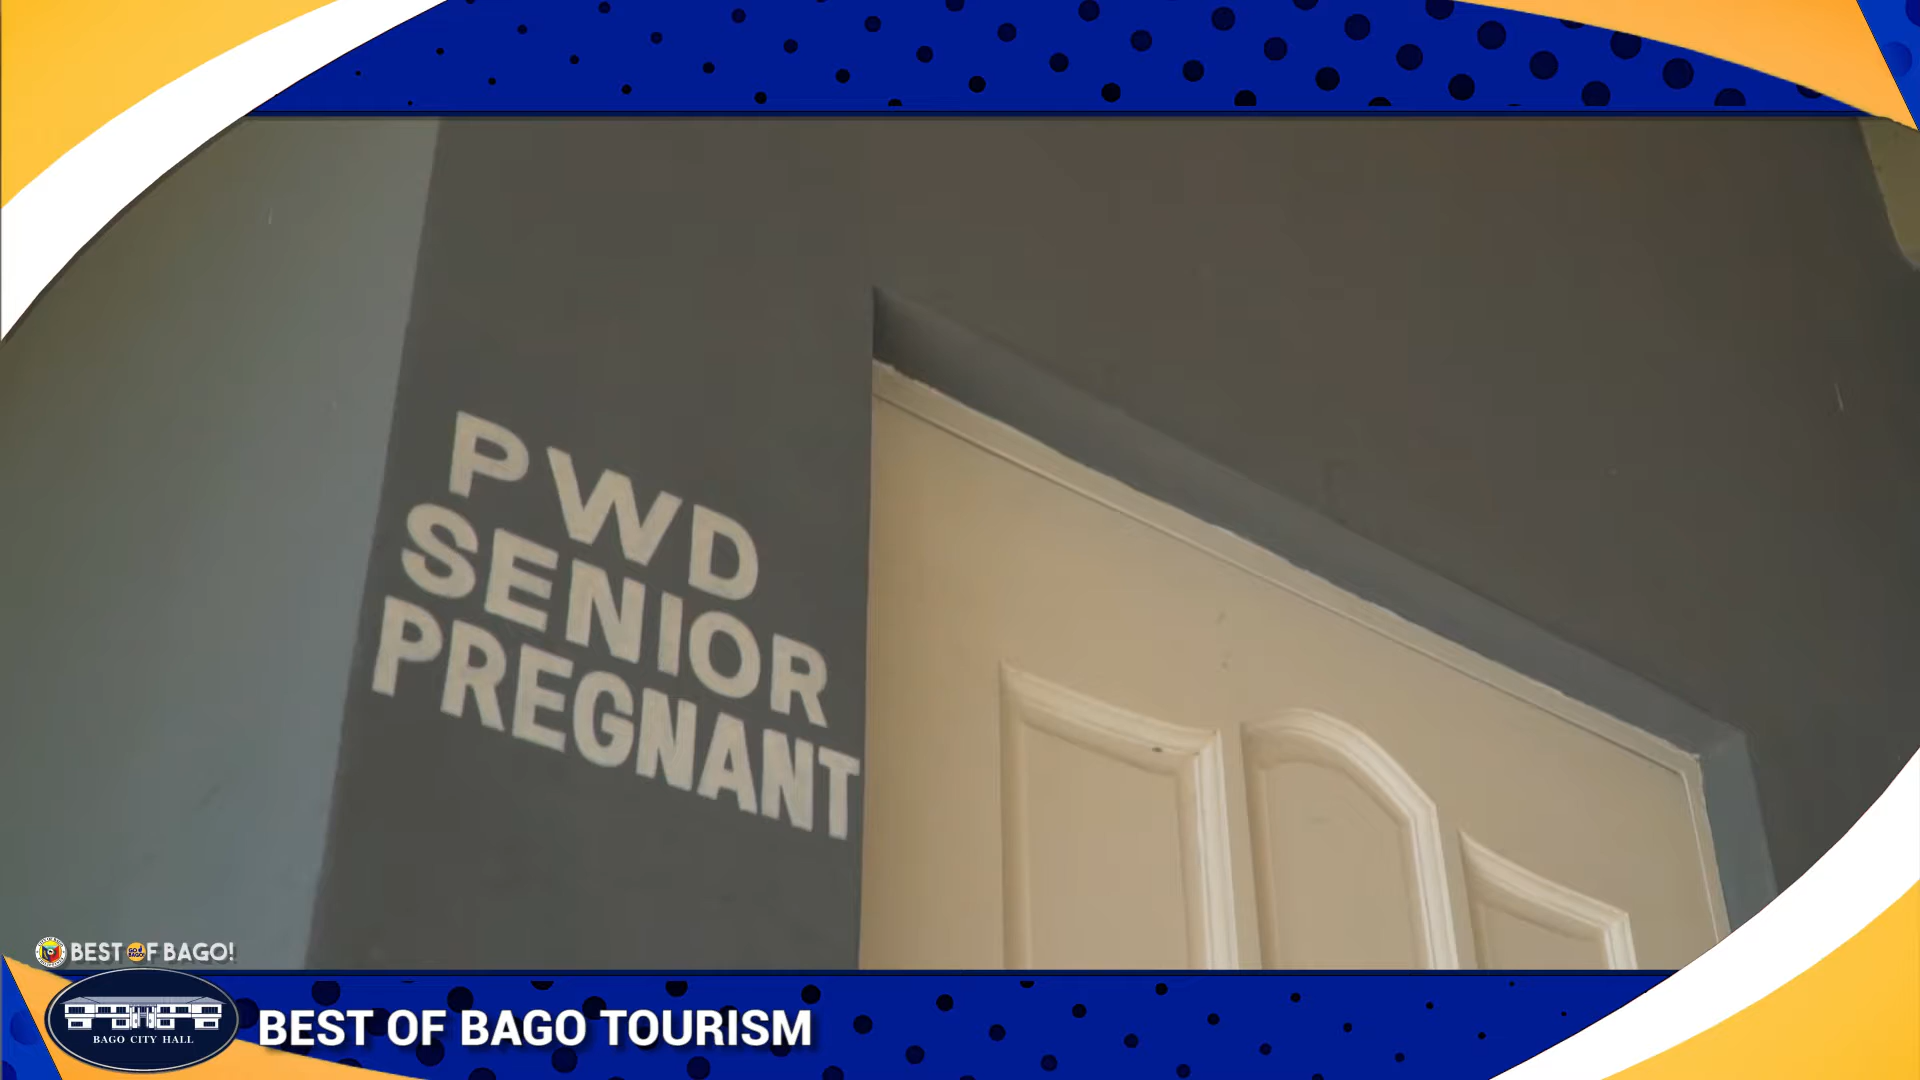 PWD
SENIOR
PREGNANT
BEST OF BAGO!
BAGO CITY HALL
BEST OF BAGO TOURISM